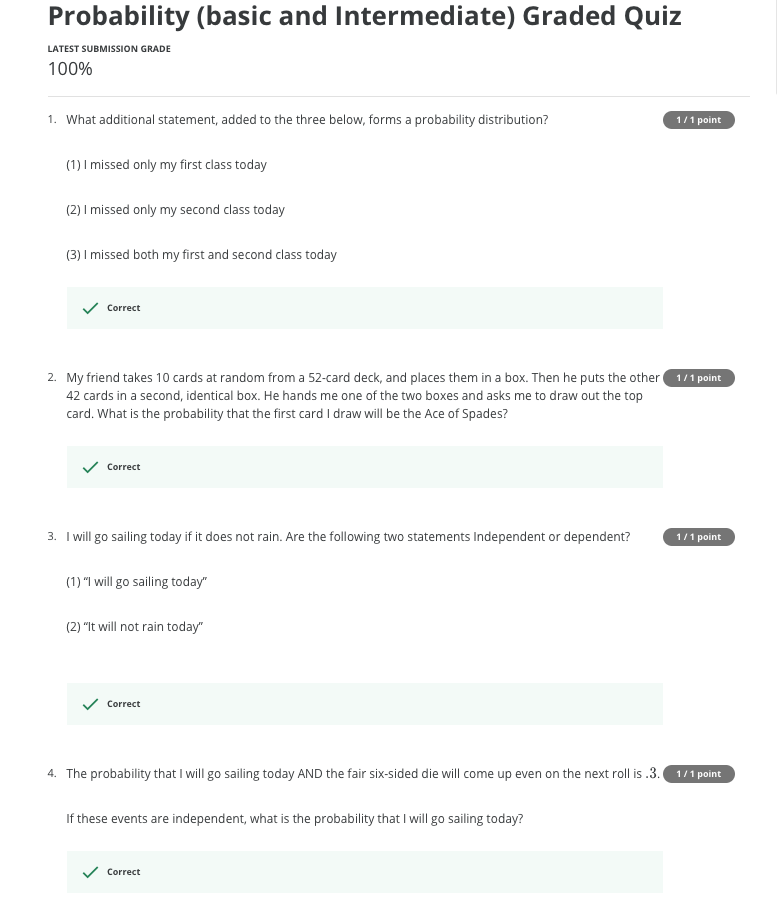 Probability (basic and Intermediate) Graded Quiz
LATEST SUBMISSION GRADE
100%
1. What additional statement, added to the three below, forms a probability distribution? 1 / 1 point
(1) I missed only my first class today
(2) I missed only my second class today
(3) I missed both my first and second class today
Correct
2. My friend takes 10 cards at random from a 52-card deck, and places them in a box. Then he puts the other 1 / 1 point
42 cards in a second, identical box. He hands me one of the two boxes and asks me to draw out the top
card. What is the probability that the first card I draw will be the Ace of Spades?
Correct
3. I will go sailing today if it does not rain. Are the following two statements Independent or dependent? 1 / 1 point
(1) “I will go sailing today”
(2) “It will not rain today”
Correct
4. The probability that I will go sailing today AND the fair six-sided die will come up even on the next roll is .3. 1 / 1 point
If these events are independent, what is the probability that I will go sailing today?
Correct